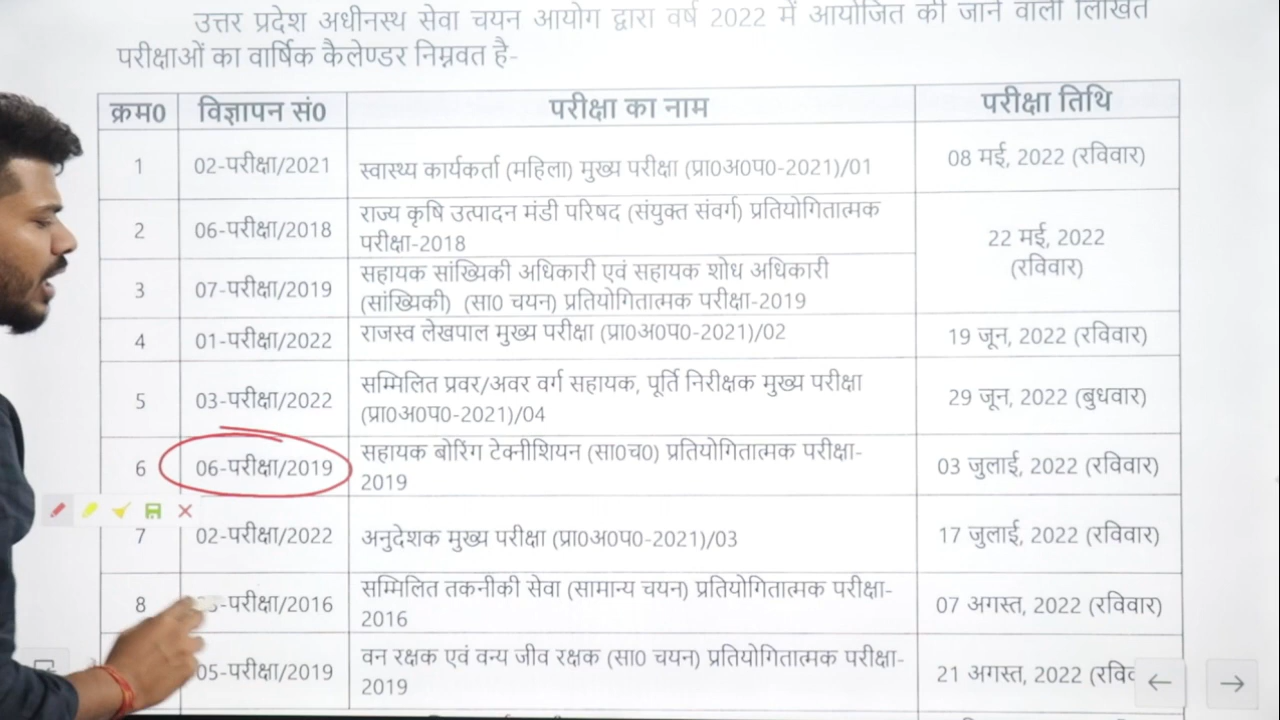 उत्तर प्रदेश अधीनस्थ सेवा चयन आयोग द्वारा वर्ष 2022 में आयोजित की जाने वाली लिखित
परीक्षाओं का वार्षिक कैलेण्डर निम्नवत है-
क्रम0 विज्ञापन सं0 परीक्षा का नाम परीक्षा तिथि
1 02-परीक्षा/2021 स्वास्थ्य कार्यकर्ता (महिला) मुख्य परीक्षा (प्रा0अ0प0-2021)/01 08 मई, 2022 (रविवार)
2 06-परीक्षा/2018 राज्य कृषि उत्पादन मंडी परिषद (संयुक्त संवर्ग) प्रतियोगितात्मक
परीक्षा-2018
22 मई, 2022
(रविवार)
3 07-परीक्षा/2019 सहायक सांख्यिकी अधिकारी एवं सहायक शोध अधिकारी
(सांख्यिकी) (सा0 चयन) प्रतियोगितात्मक परीक्षा-2019
4 01-परीक्षा/2022 राजस्व लेखपाल मुख्य परीक्षा (प्रा0अ0प0-2021)/02 19 जून, 2022 (रविवार)
5 03-परीक्षा/2022 सम्मिलित प्रवर/अवर वर्ग सहायक, पूर्ति निरीक्षक मुख्य परीक्षा
(प्रा0अ0प0-2021)/04
29 जून, 2022 (बुधवार)
6 06-परीक्षा/2019 सहायक बोरिंग टेक्नीशियन (सा0च0) प्रतियोगितात्मक परीक्षा-
2019
03 जुलाई, 2022 (रविवार)
7 02-परीक्षा/2022 अनुदेशक मुख्य परीक्षा (प्रा0अ0प0-2021)/03 17 जुलाई, 2022 (रविवार)
8 -परीक्षा/2016 सम्मिलित तकनीकी सेवा (सामान्य चयन) प्रतियोगितात्मक परीक्षा-
2016
07 अगस्त, 2022 (रविवार)
05-परीक्षा/2019 वन रक्षक एवं वन्य जीव रक्षक (सा0 चयन) प्रतियोगितात्मक परीक्षा-
2019
21 अगस्त, 2022